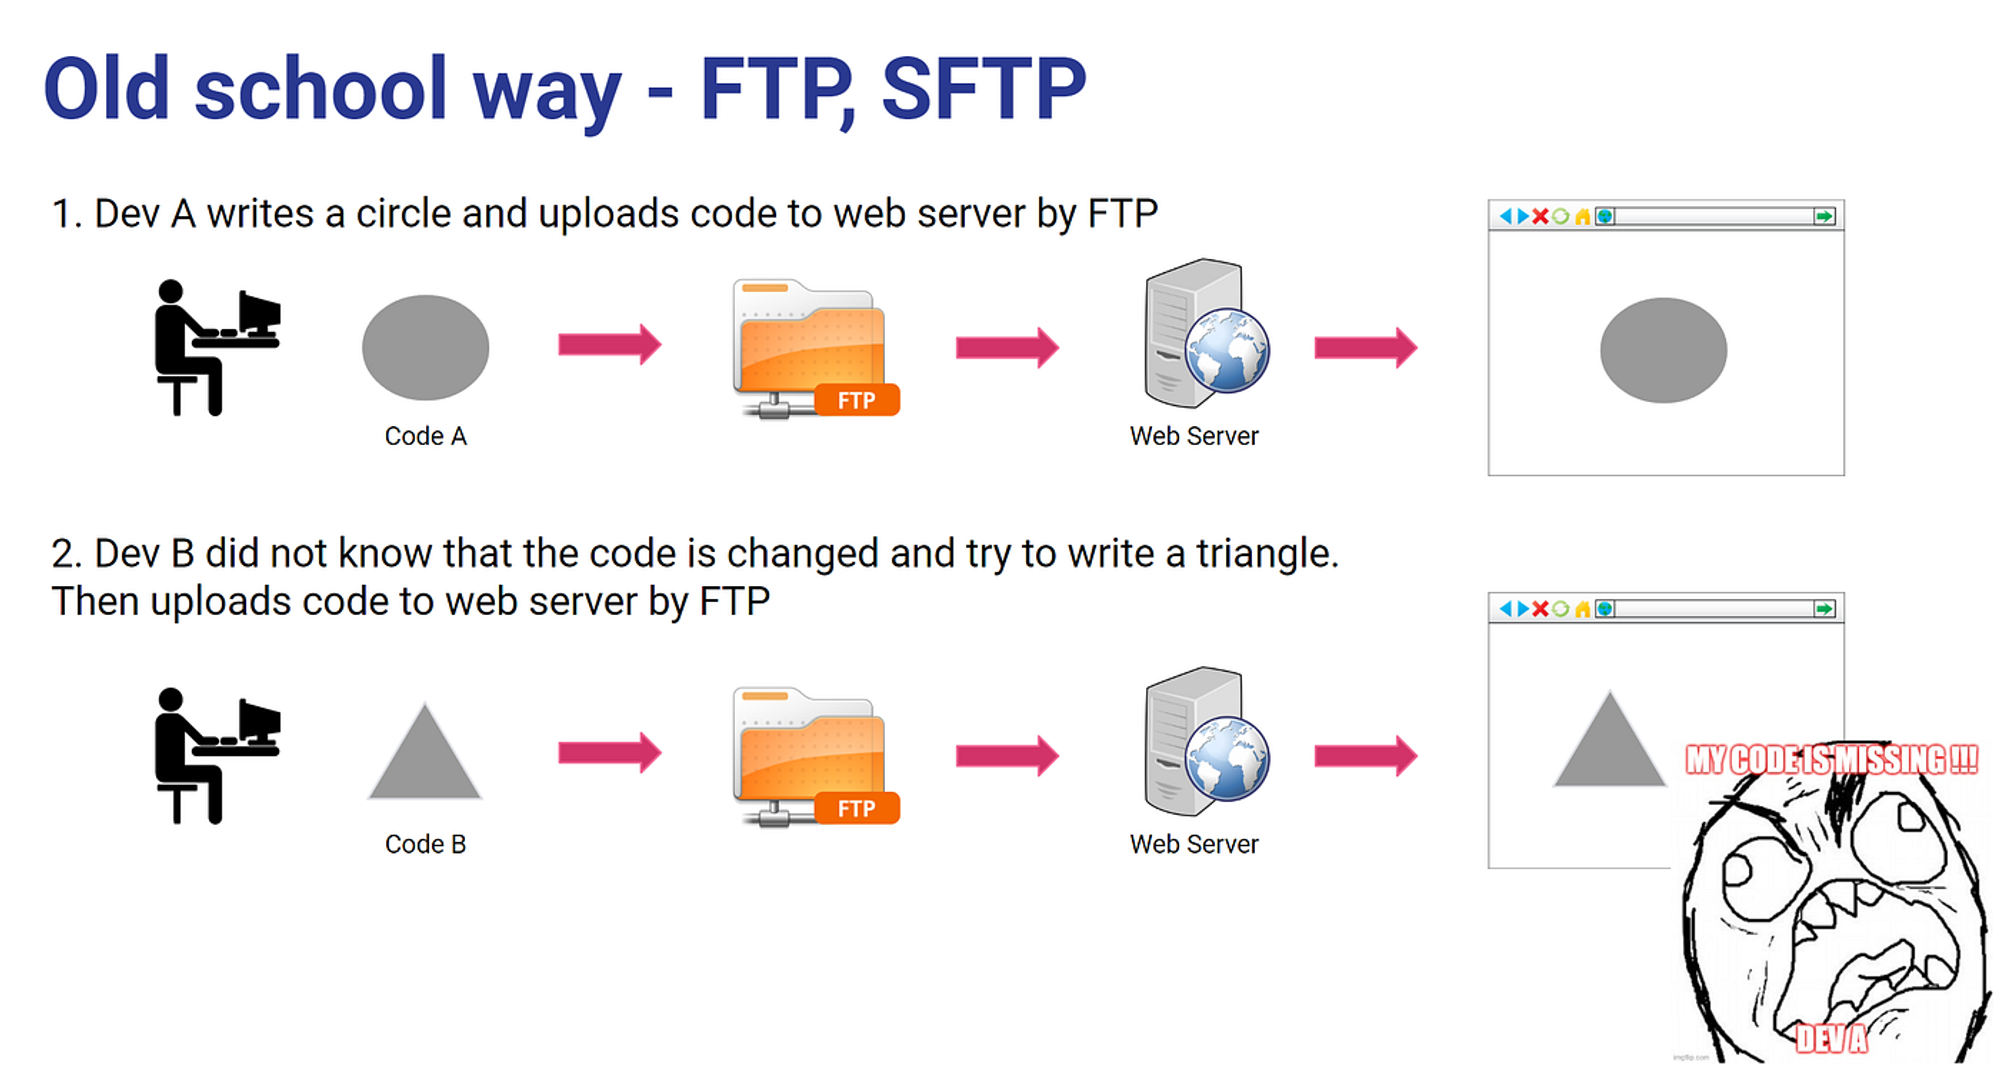 Old school way - FTP, SFTP
1. Dev A writes a circle and uploads code to web server by FTP
FTP
Code A
Web Server
2. Dev B did not know that the code is changed and try to write a triangle.
Then uploads code to web server by FTP
MY CODE IS MISSING !!!
FTP
Code B
Web Server
DEV A
imgflip.com